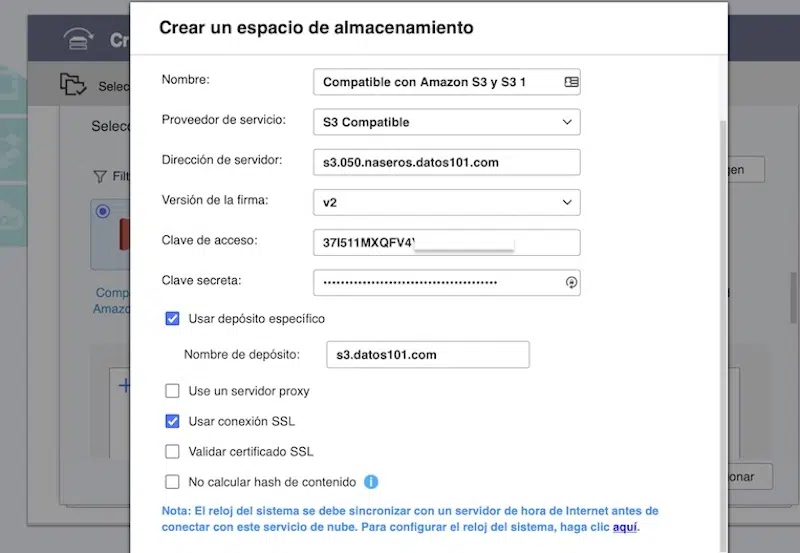 Crear un espacio de almacenamiento
Cr
Selec
Selecc
Filt
Comp
Amazo
gen
onar
Nombre: Compatible con Amazon S3 y S3 1
Proveedor de servicio: S3 Compatible
Dirección de servidor: s3.050.naseros.datos101.com
Versión de la firma: v2
Clave de acceso: 37I511MXQFV4
Clave secreta: ••••••••••••••••••••••••••••••••••••••••
Usar depósito específico
Nombre de depósito: s3.datos101.com
Use un servidor proxy
Usar conexión SSL
Validar certificado SSL
No calcular hash de contenido
Nota: El reloj del sistema se debe sincronizar con un servidor de hora de Internet antes de
conectar con este servicio de nube. Para configurar el reloj del sistema, haga clic aquí.